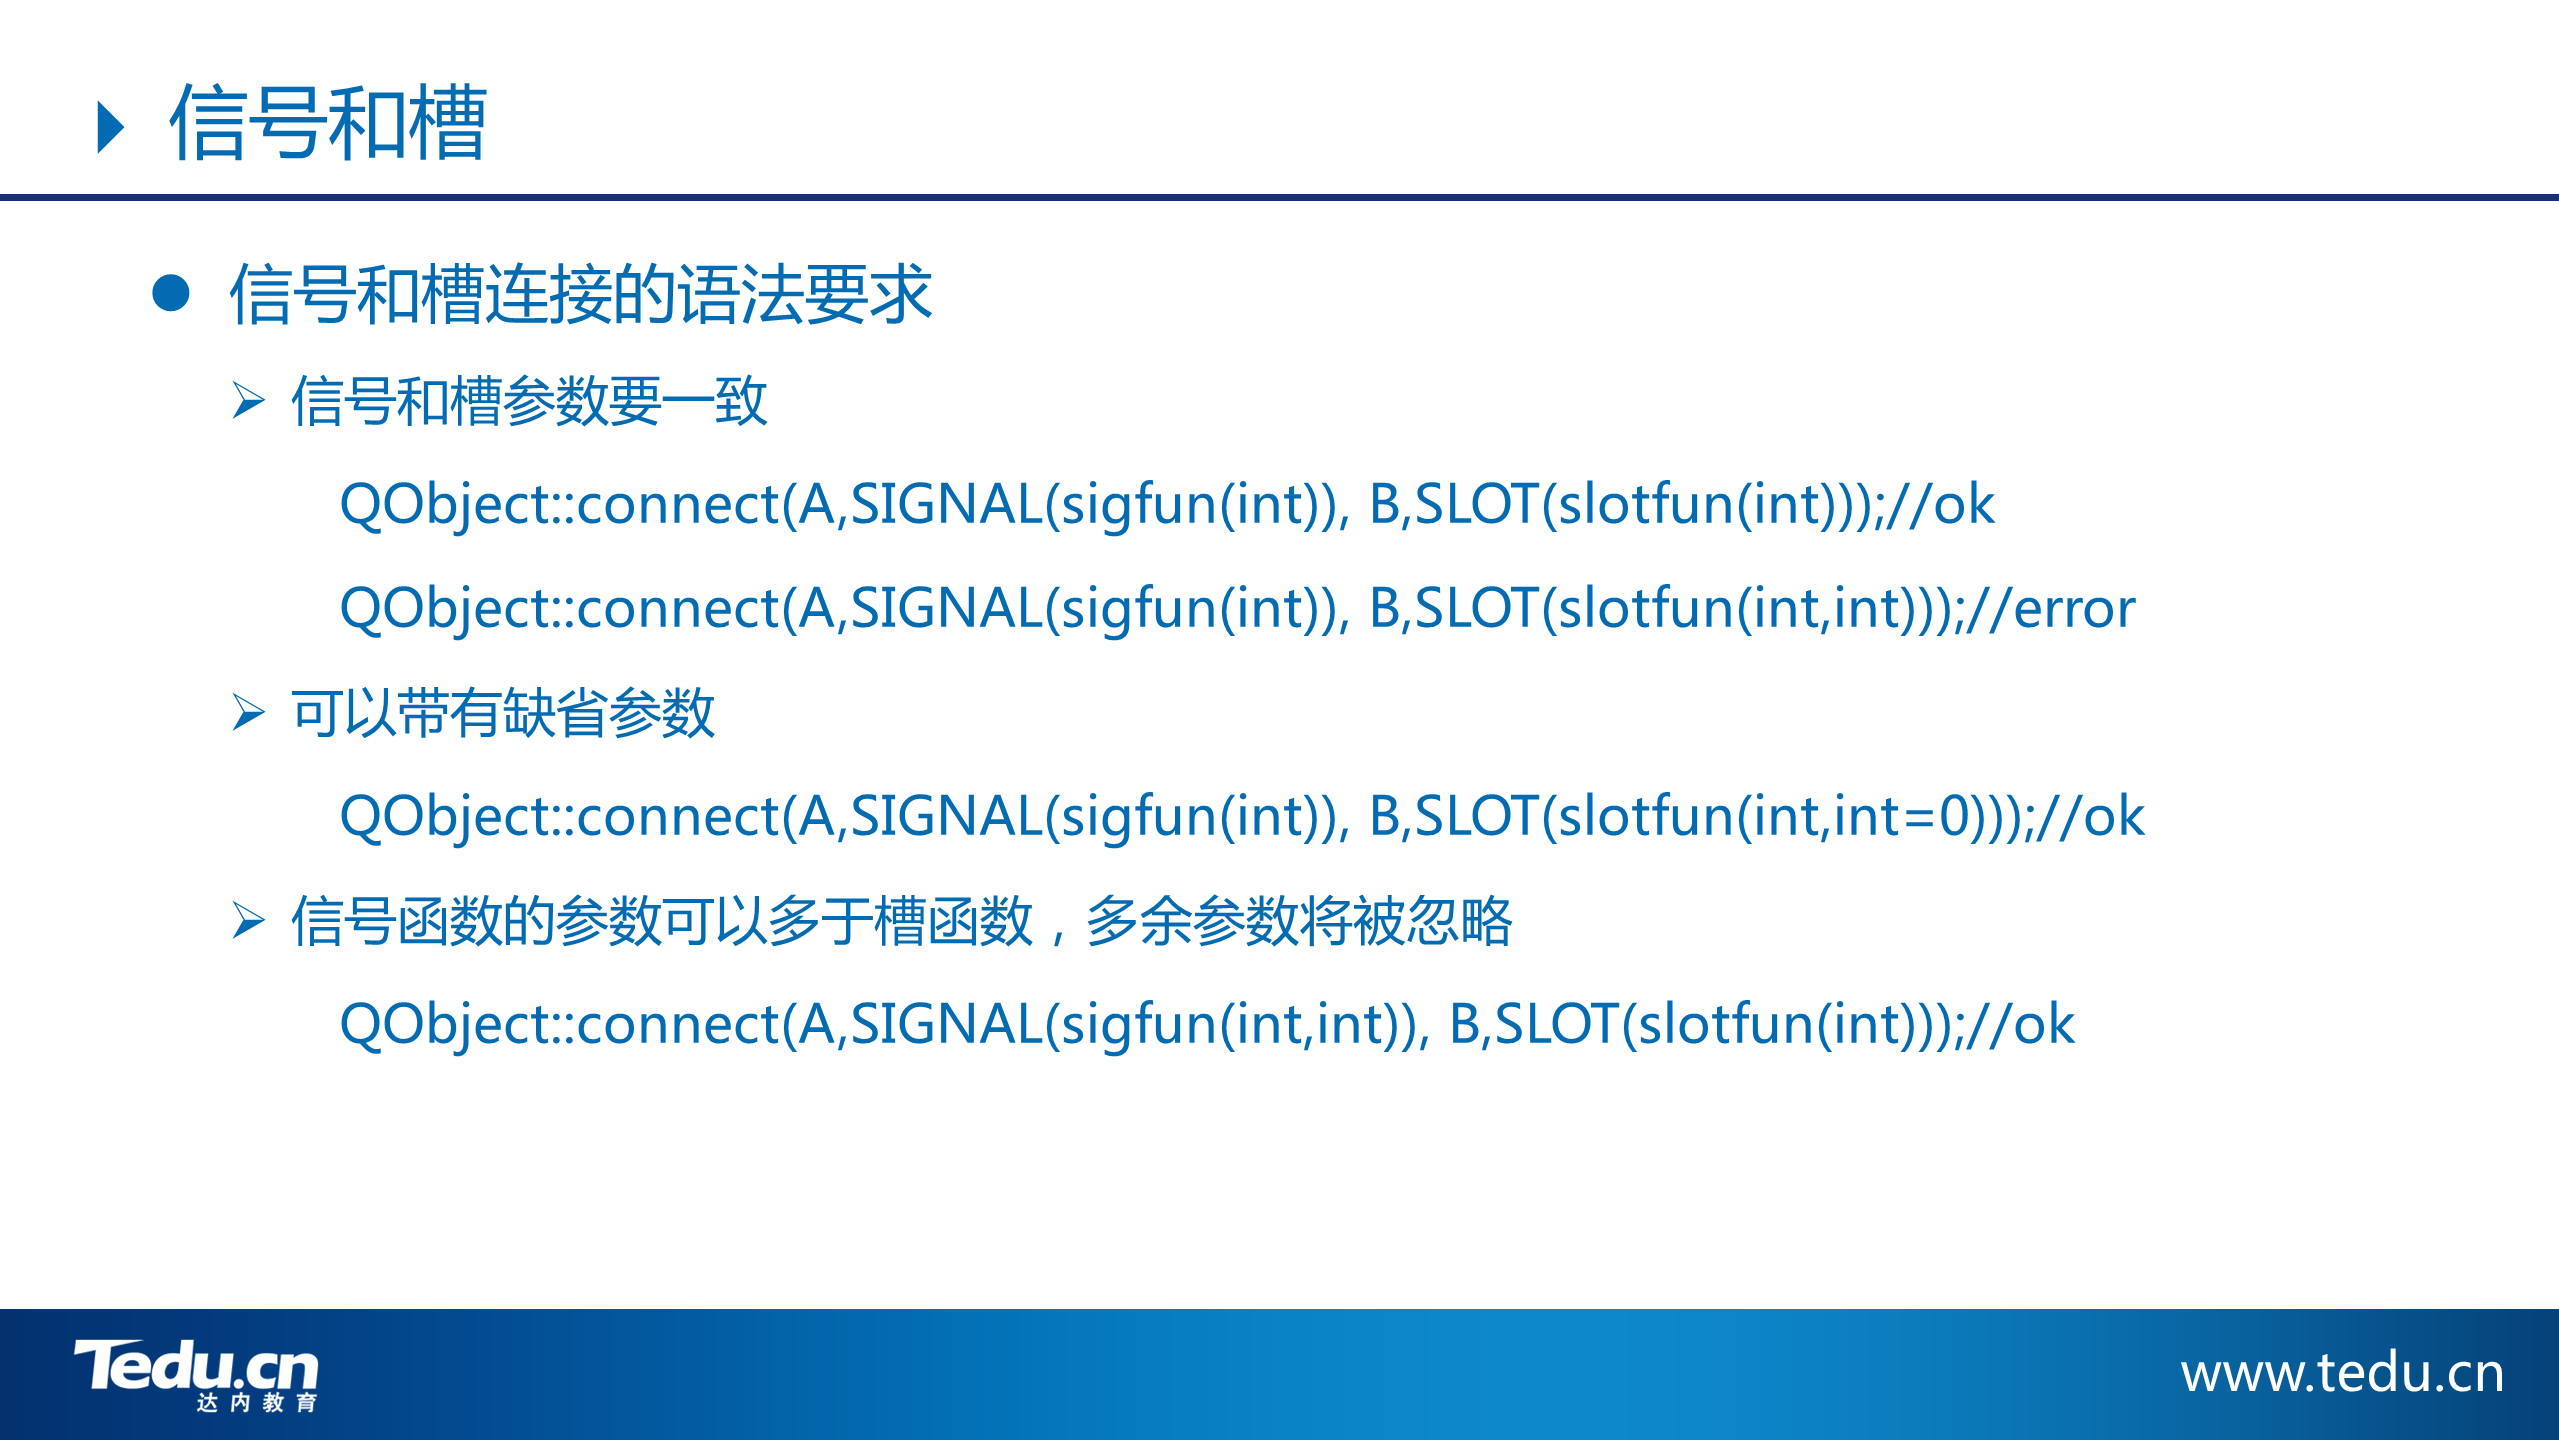 信号和槽
信号和槽连接的语法要求
信号和槽参数要一致
QObject::connect(A,SIGNAL(sigfun(int)), B,SLOT(slotfun(int)));//ok
QObject::connect(A,SIGNAL(sigfun(int)), B,SLOT(slotfun(int,int)));//error
可以带有缺省参数
QObject::connect(A,SIGNAL(sigfun(int)), B,SLOT(slotfun(int,int=0)));//ok
信号函数的参数可以多于槽函数，多余参数将被忽略
QObject::connect(A,SIGNAL(sigfun(int,int)), B,SLOT(slotfun(int)));//ok
Tedu.cn
达内教育
www.tedu.cn